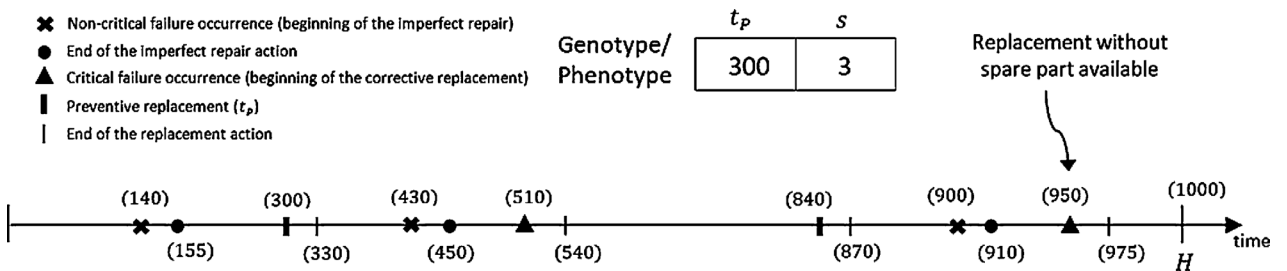 Non-critical failure occurrence (beginning of the imperfect repair)
End of the imperfect repair action
Critical failure occurrence (beginning of the corrective replacement)
Preventive replacement (t_P)
End of the replacement action
Genotype/
Phenotype
t_P s
300 3
Replacement without
spare part available
(140) (300) (430) (510) (840) (900) (950) (1000)
(155) (330) (450) (540) (870) (910) (975) H time